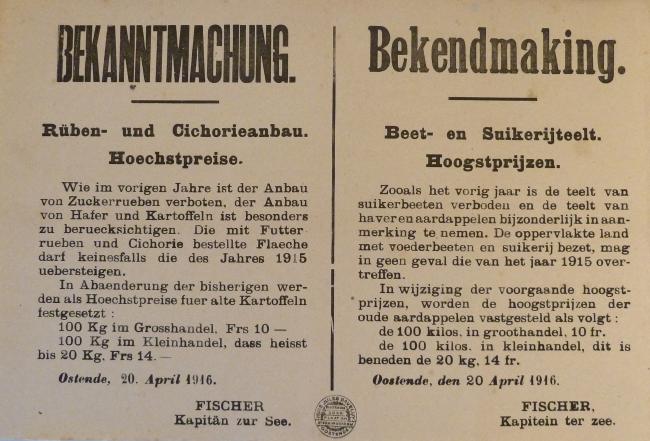 BEKANNTMACHUNG.
Rüben- und Cichorieanbau.
Hoechstpreise.
Wie im vorigen Jahre ist der Anbau
von Zuckerrueben verboten, der Anbau
von Hafer und Kartoffeln ist besonders
zu beruecksichtigen. Die mit Futter
rueben und Cichorie bestellte Flaeche
darf keinesfalls die des Jahres 1915
uebersteigen.
In Abaenderung der bisherigen wer-
den als Hoechstpreise fuer alte Kartoffeln
festgesetzt :
100 Kg im Grosshandel, Frs 10 —
100 Kg im Kleinhandel, dass heisst
bis 20 Kg, Frs 14. —
Ostende, 20. April 1916.
FISCHER
Kapitän zur See.
Bekendmaking.
Beet- en Suikerijteelt.
Hoogstprijzen.
Zooals het vorig jaar is de teelt van
suikerbeeten verboden en de teelt van
haver en aardappelen bijzonderlijk in aan-
merking te nemen. De oppervlakte land
met voederbeeten en suikerij bezet, mag
in geen geval die van het jaar 1915 over-
treffen.
In wijziging der voorgaande hoogst-
prijzen, worden de hoogstprijzen der
oude aardappelen vastgesteld als volgt :
de 100 kilos, in groothandel, 10 fr.
de 100 kilos. in kleinhandel, dit is
beneden de 20 kg, 14 fr.
Oostende, den 20 April 1916.
FISCHER,
Kapitein ter zee.